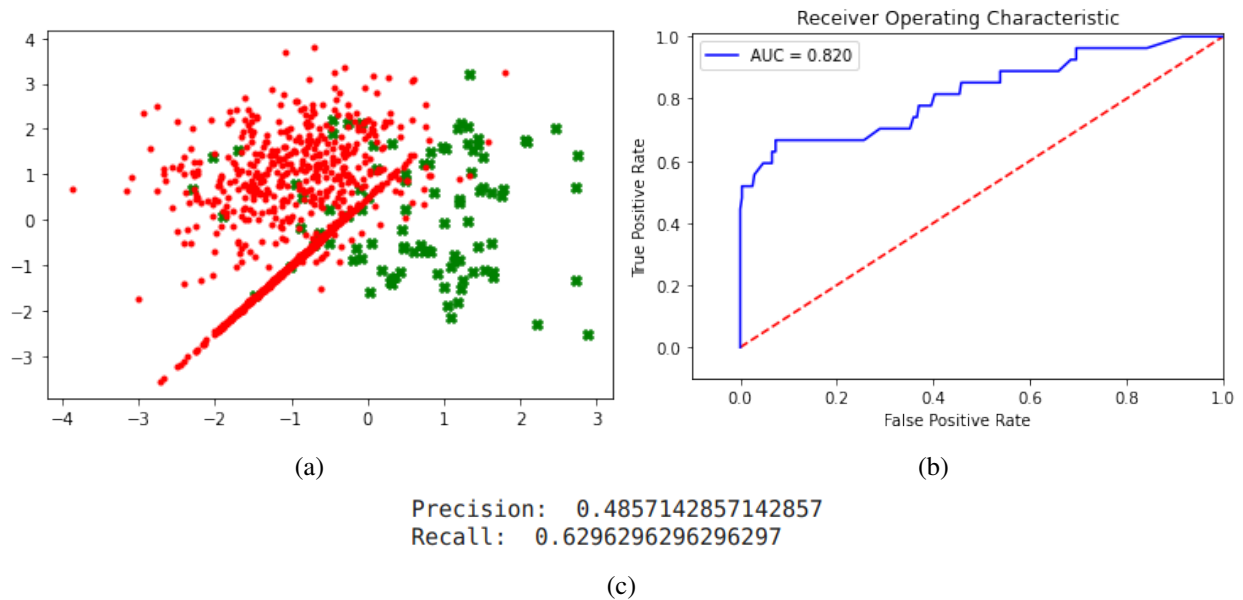 4
3
2
1
0
−1
−2
−3
−4 −3 −2 −1 0 1 2 3
(a)
Receiver Operating Characteristic
AUC = 0.820
1.0
0.8
0.6
0.4
0.2
0.0
True Positive Rate
0.0 0.2 0.4 0.6 0.8 1.0
False Positive Rate
(b)
Precision: 0.4857142857142857
Recall: 0.6296296296296297
(c)